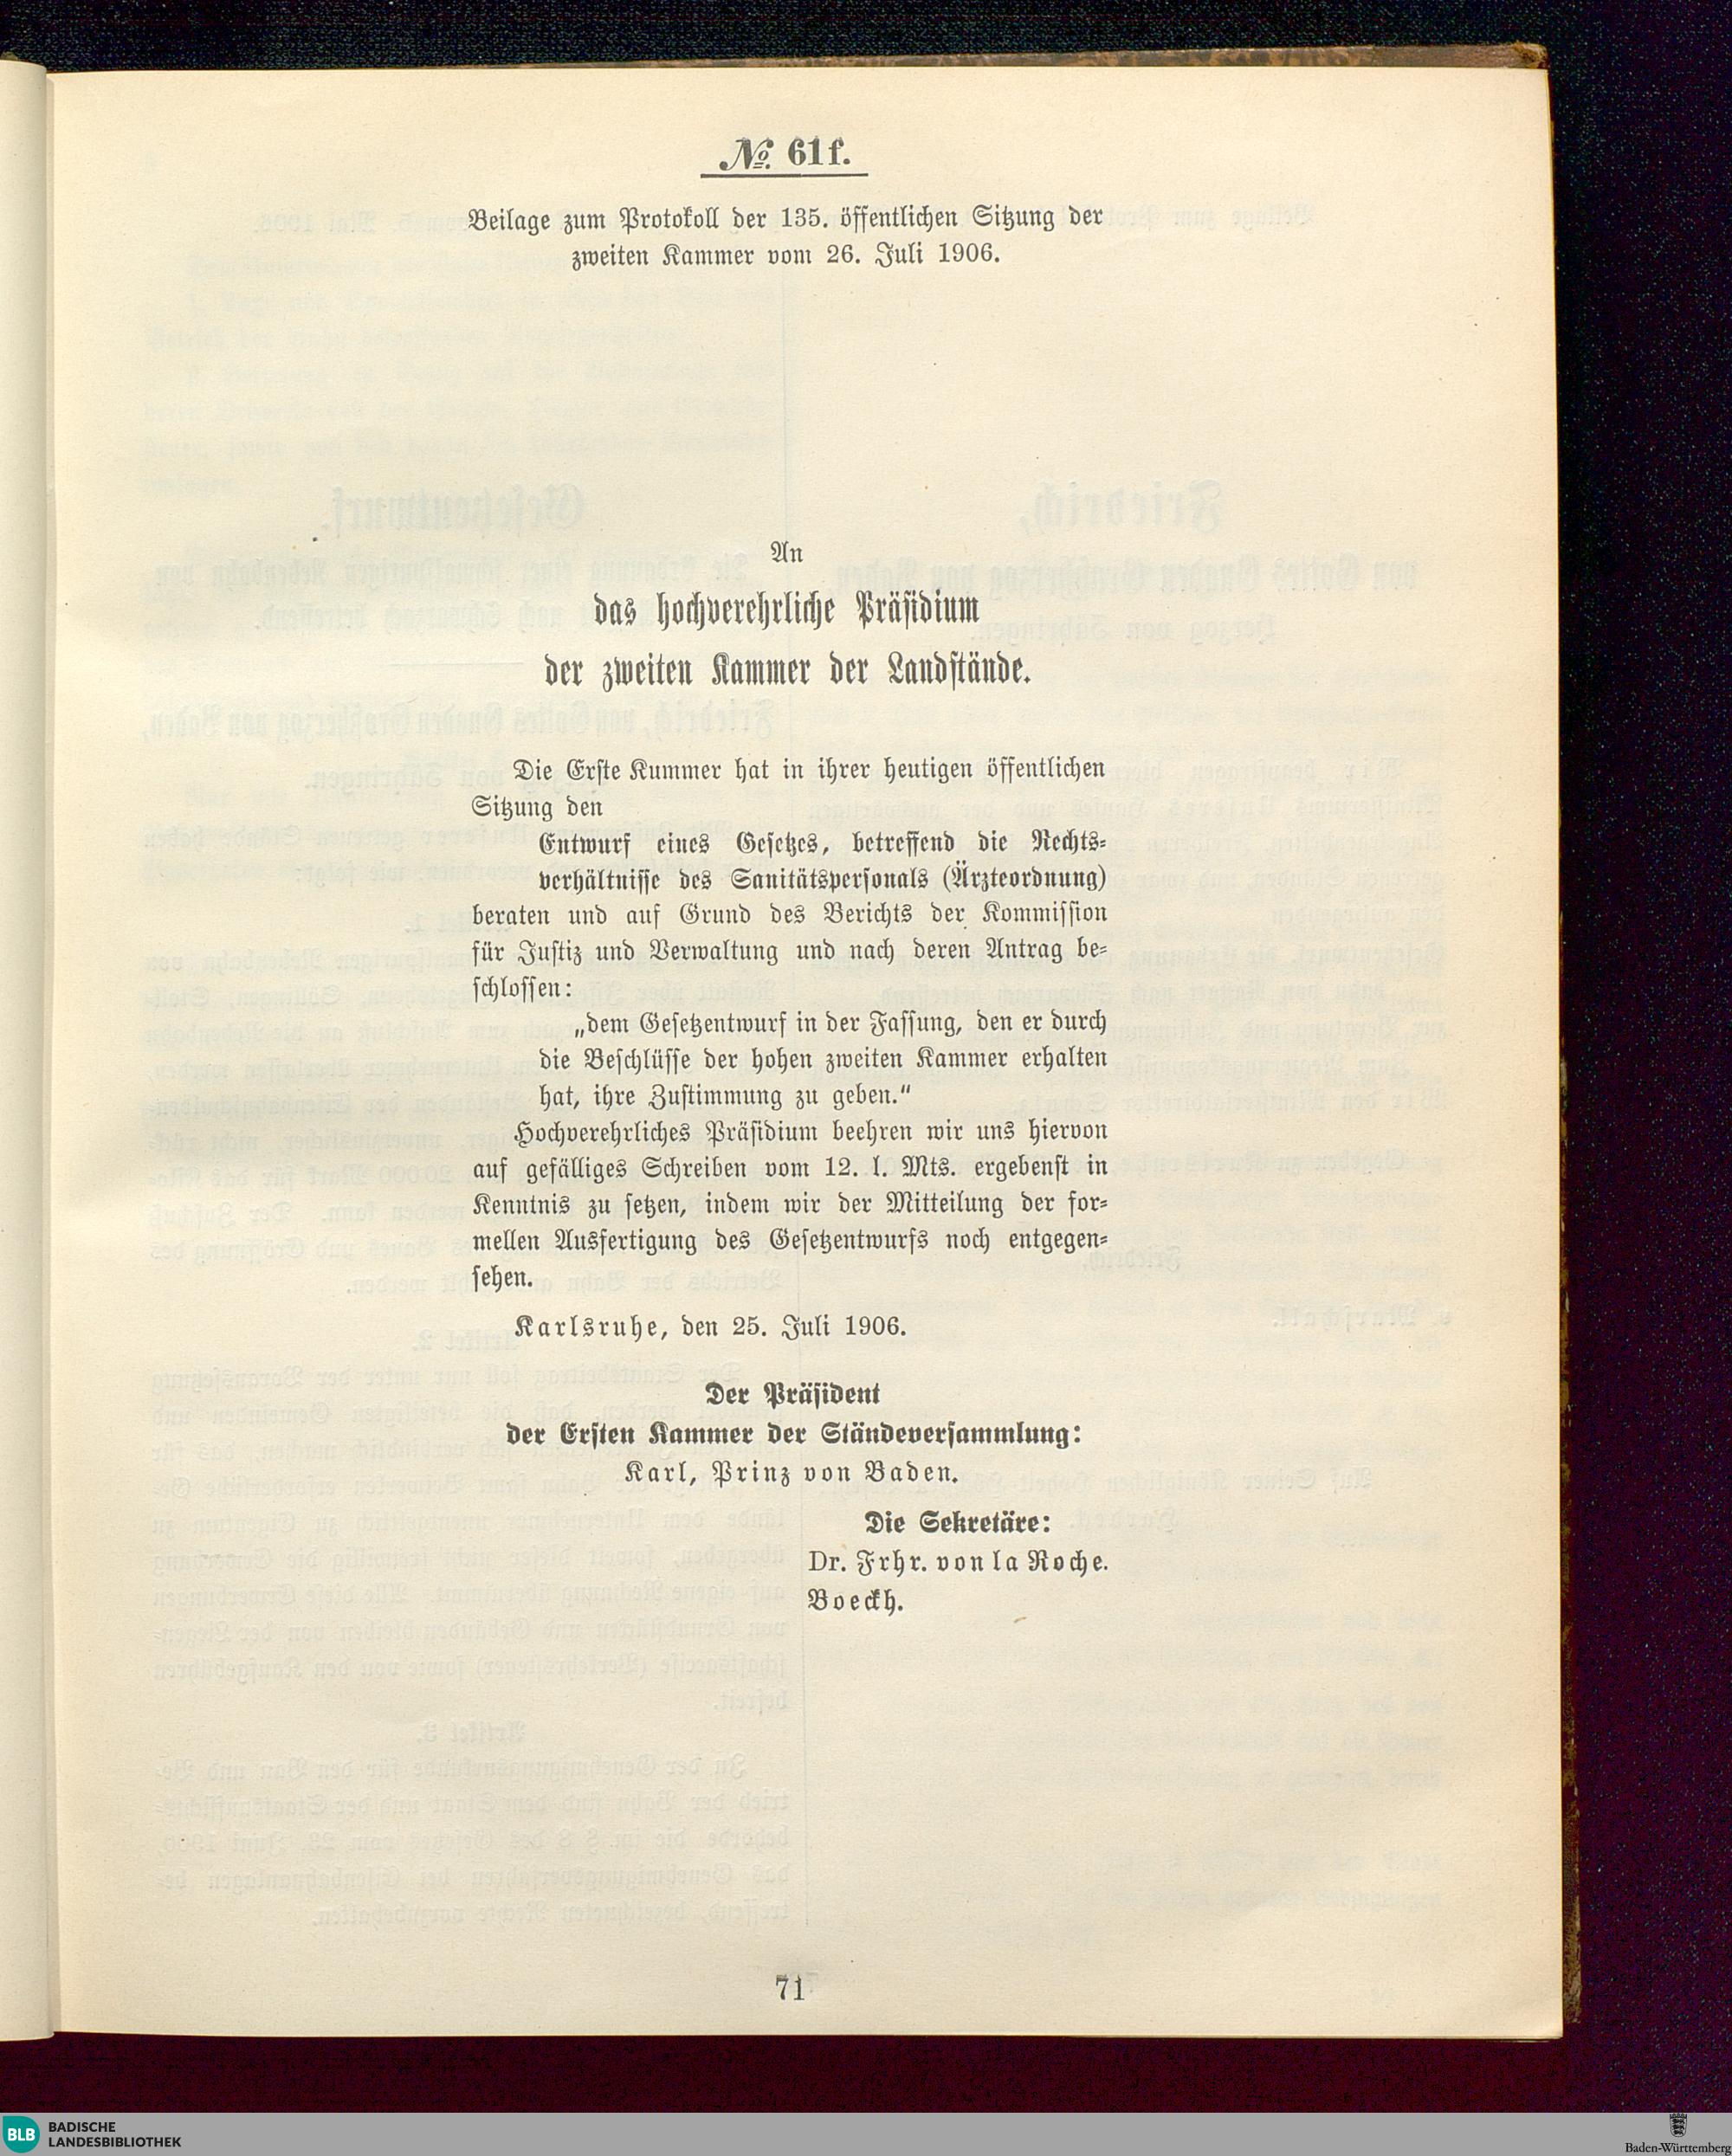 No. 61f.
Beilage zum Protokoll der 135. öffentlichen Sitzung der
zweiten Kammer vom 26. Juli 1906.
An
das hochverehrliche Präsidium
der zweiten Kammer der Landstände.
Die Erste Kummer hat in ihrer heutigen öffentlichen
Sitzung den
Entwurf eines Gesetzes, betreffend die Rechts-
verhältnisse des Sanitätspersonals (Ärzteordnung)
beraten und auf Grund des Berichts der Kommission
für Justiz und Verwaltung und nach deren Antrag be-
schlossen:
„dem Gesetzentwurf in der Fassung, den er durch
die Beschlüsse der hohen zweiten Kammer erhalten
hat, ihre Zustimmung zu geben.“
Hochverehrliches Präsidium beehren wir uns hiervon
auf gefälliges Schreiben vom 12. l. Mts. ergebenst in
Kenntnis zu setzen, indem wir der Mitteilung der for-
mellen Ausfertigung des Gesetzentwurfs noch entgegen-
sehen.
Karlsruhe, den 25. Juli 1906.
Der Präsident
der Ersten Kammer der Ständeversammlung:
Karl, Prinz von Baden.
Die Sekretäre:
Dr. Frhr. von la Roche.
Boeckh.
71
BLB BADISCHE
LANDESBIBLIOTHEK
Baden-Württemberg